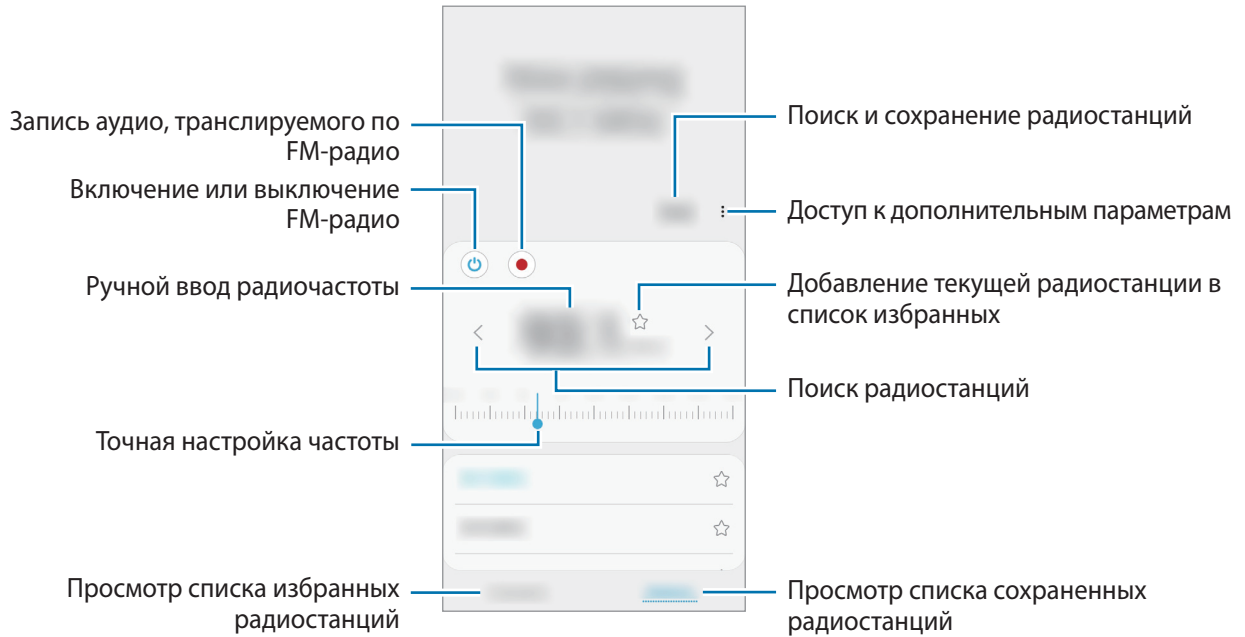 Запись аудио, транслируемого по
FM-радио
Включение или выключение
FM-радио
Ручной ввод радиочастоты
Точная настройка частоты
Просмотр списка избранных
радиостанций
Поиск и сохранение радиостанций
Доступ к дополнительным параметрам
Добавление текущей радиостанции в
список избранных
Поиск радиостанций
Просмотр списка сохраненных
радиостанций